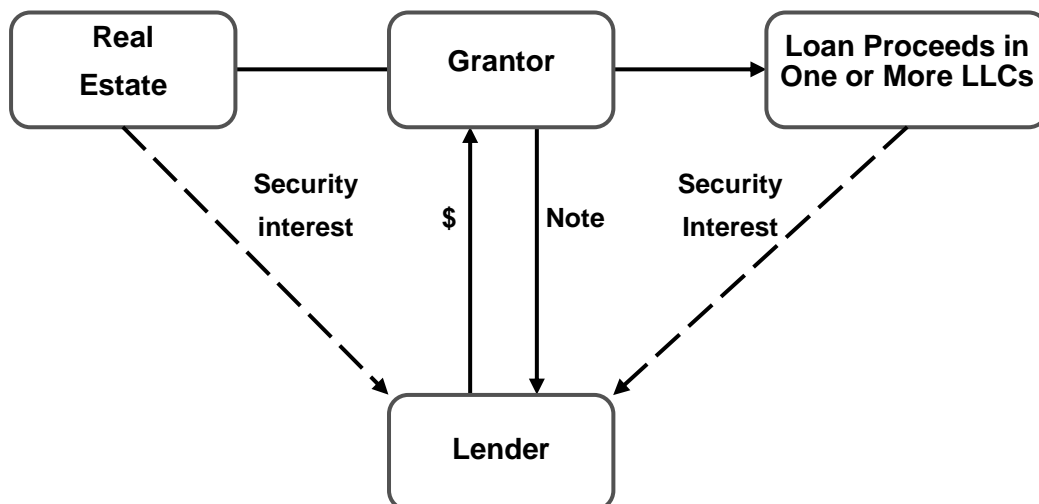 Real
Estate
Grantor
Loan Proceeds in
One or More LLCs
Security
interest
$
Note
Security
Interest
Lender